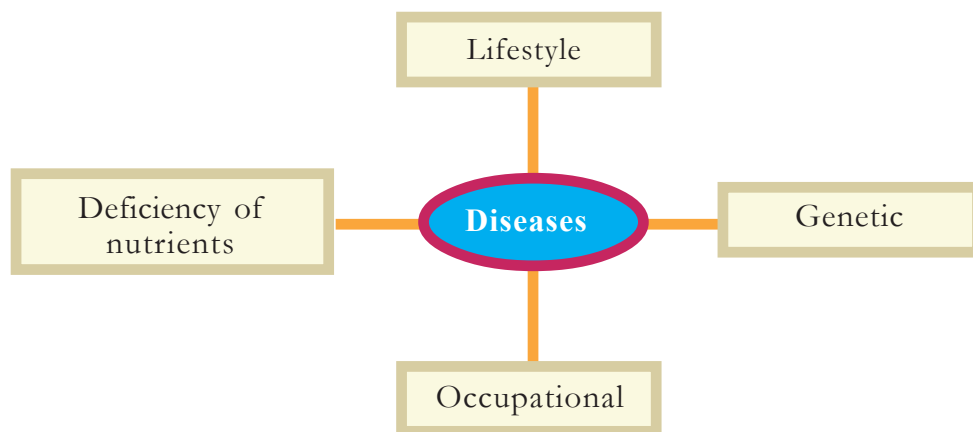 Lifestyle
Deficiency of
nutrients
Diseases
Genetic
Occupational